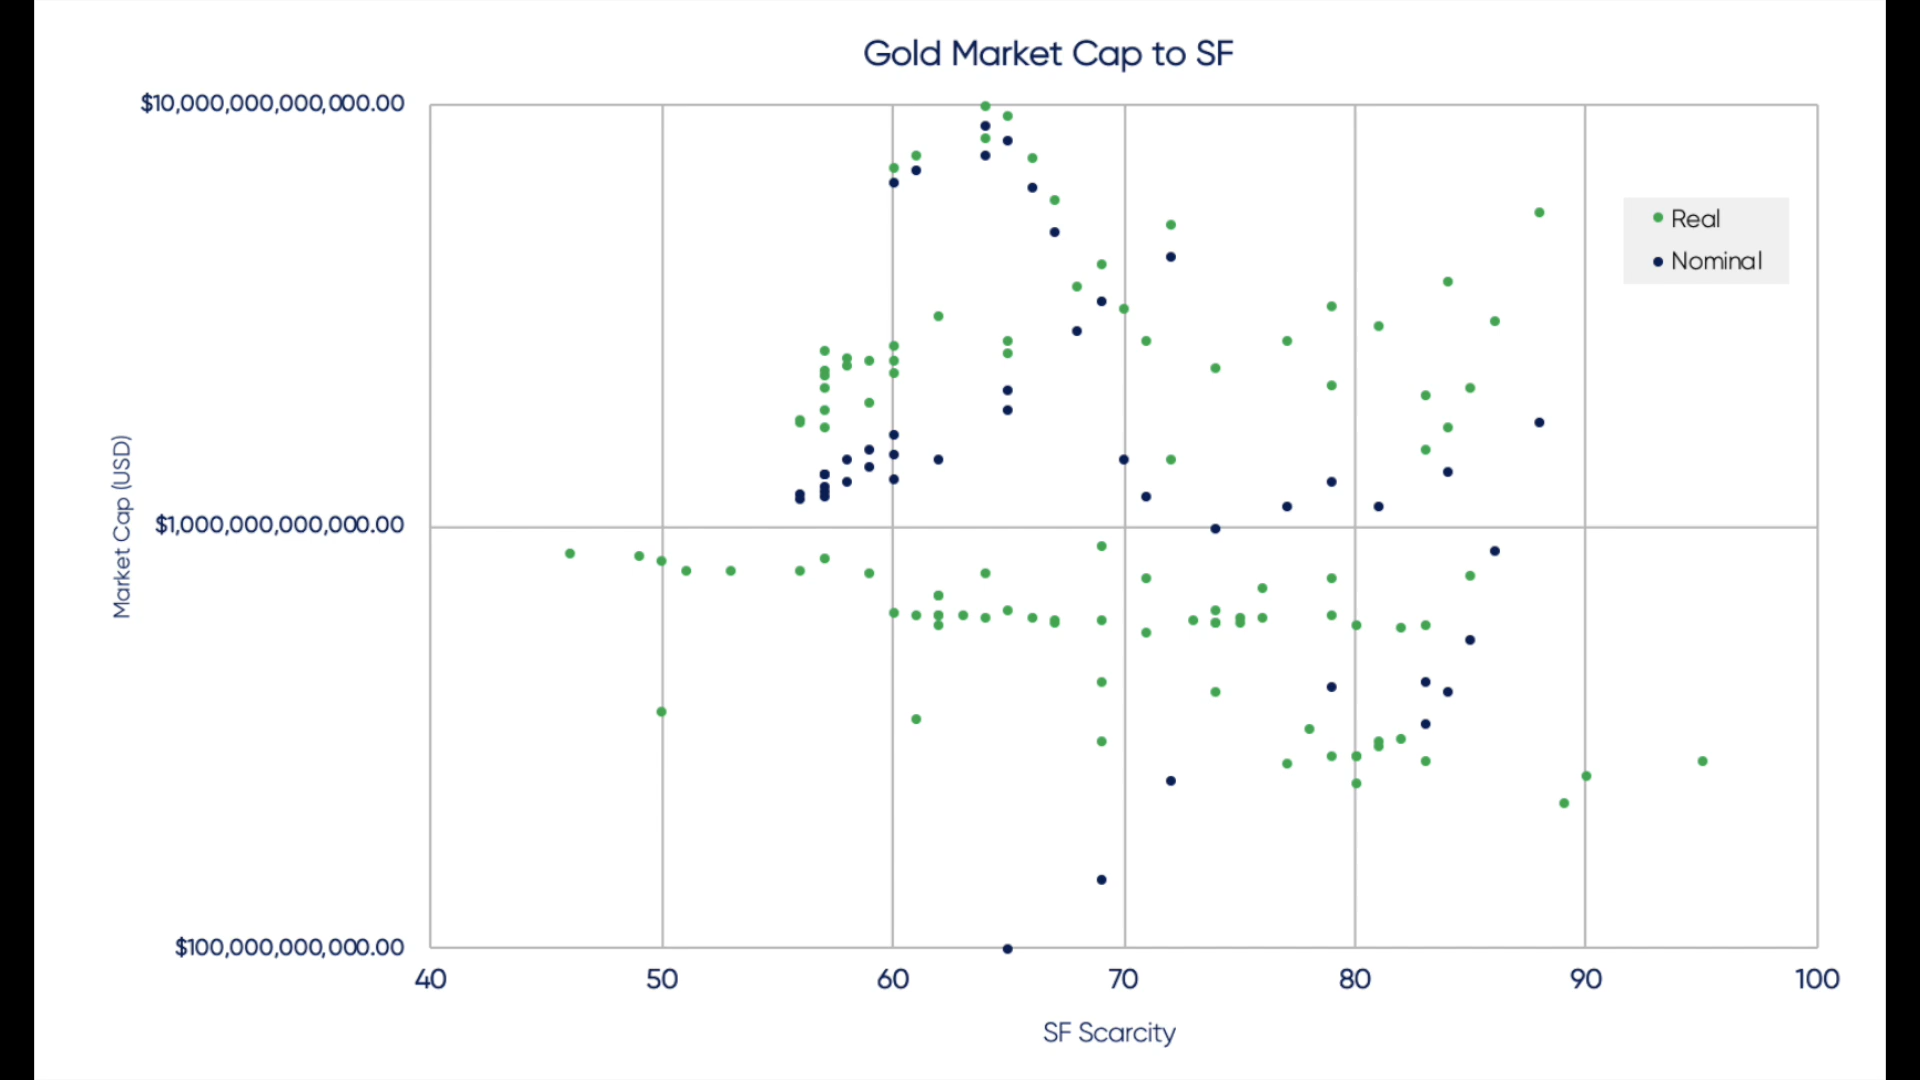 Gold Market Cap to SF
$10,000,000,000,000.00
Real
Nominal
Market Cap (USD)
$1,000,000,000,000.00
$100,000,000,000.00
40 50 60 70 80 90 100
SF Scarcity